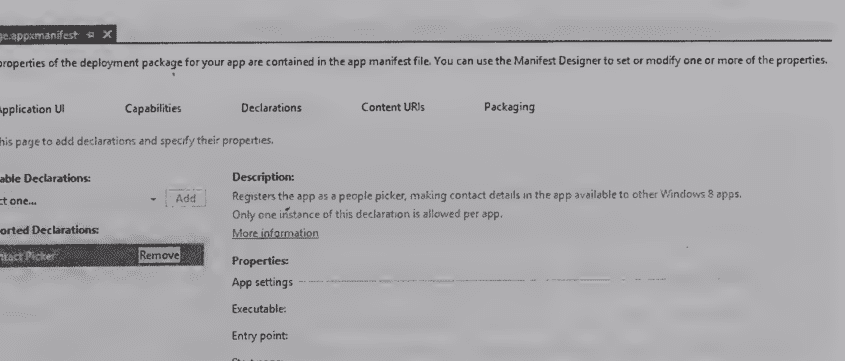 ge.appxmanifest
properties of the deployment package for your app are contained in the app manifest file. You can use the Manifest Designer to set or modify one or more of the properties.
Application UI Capabilities Declarations Content URIs Packaging
his page to add declarations and specify their properties.
able Declarations:
ct one...
Add
orted Declarations:
ntact Picker Remove
Description:
Registers the app as a people picker, making contact details in the app available to other Windows 8 apps.
Only one instance of this declaration is allowed per app.
More information
Properties:
App settings
Executable:
Entry point: